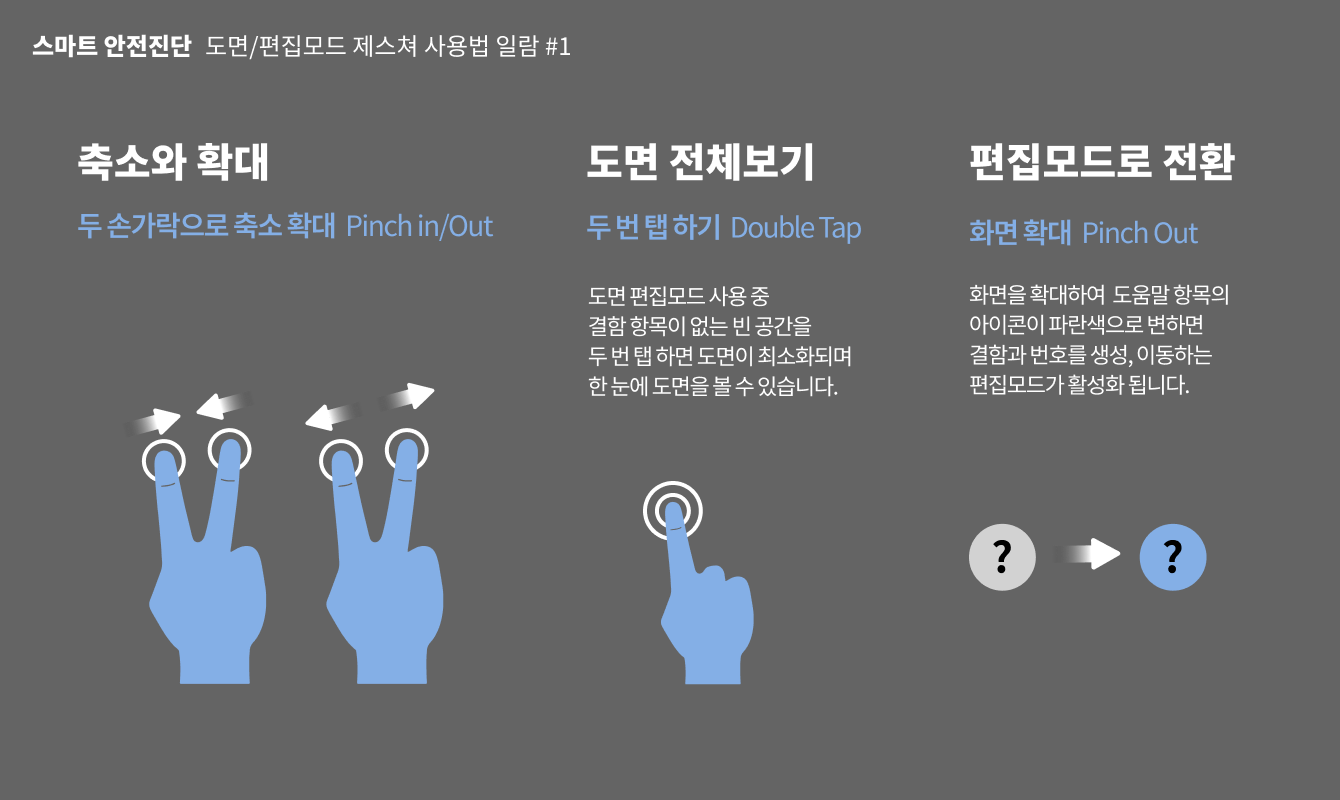 스마트 안전진단 도면/편집모드 제스쳐 사용법 일람 #1
축소와 확대
두 손가락으로 축소 확대 Pinch in/Out
도면 전체보기
두 번 탭 하기 Double Tap
도면 편집모드 사용 중
결함 항목이 없는 빈 공간을
두 번 탭 하면 도면이 최소화되며
한 눈에 도면을 볼 수 있습니다.
편집모드로 전환
화면 확대 Pinch Out
화면을 확대하여 도움말 항목의
아이콘이 파란색으로 변하면
결함과 번호를 생성, 이동하는
편집모드가 활성화 됩니다.
? ?